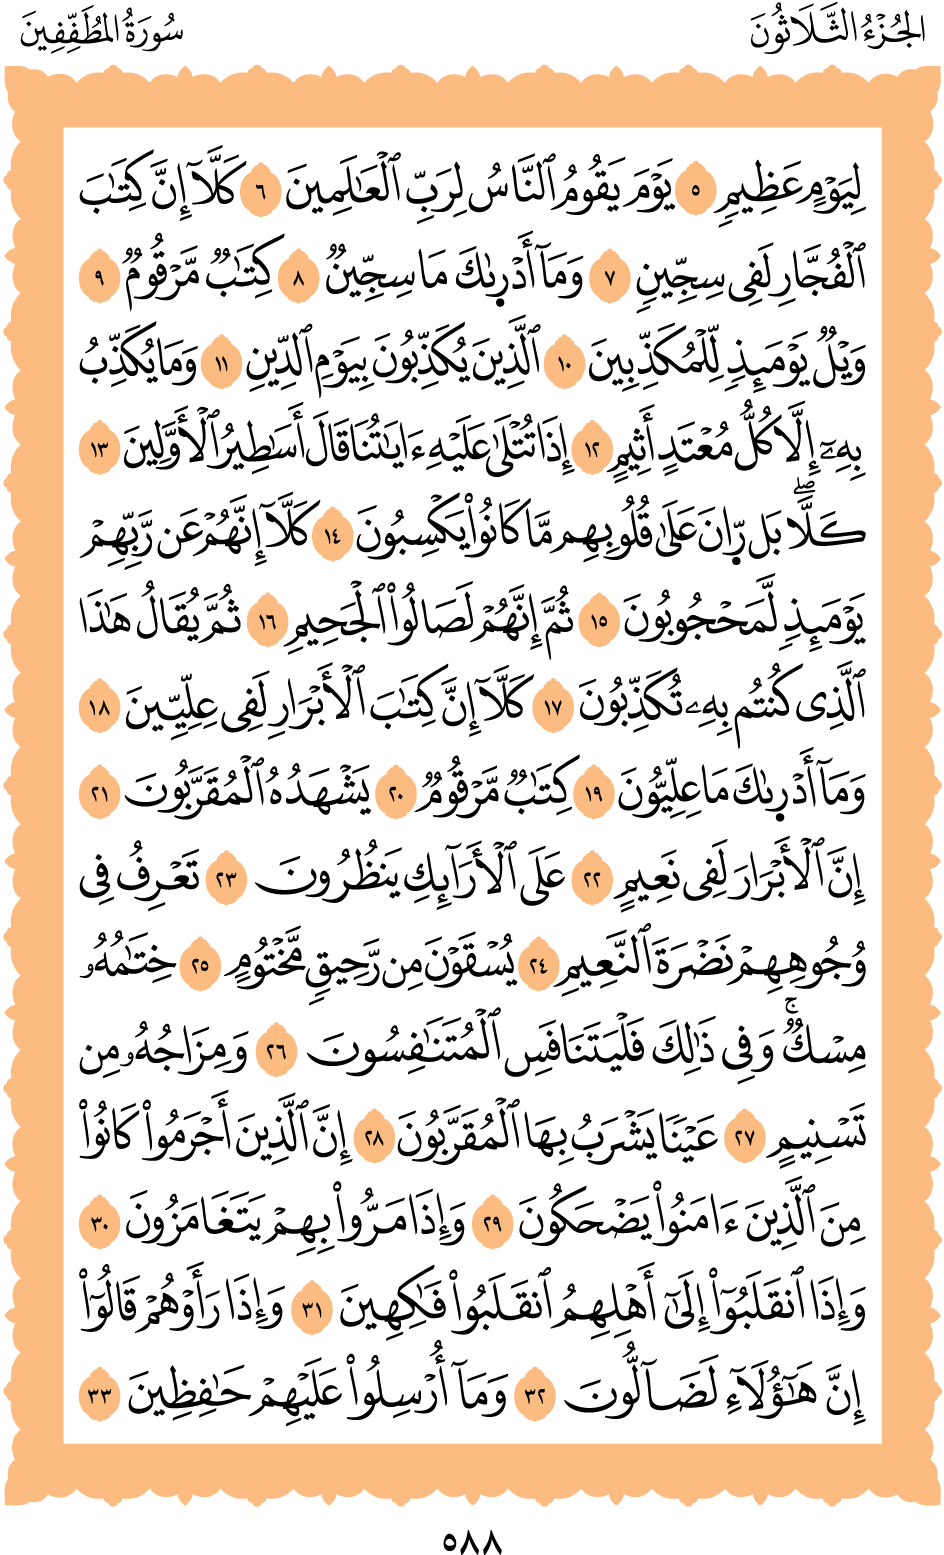 الجُزْءُ الثَّلَاثُونَ
سُورَةُ المُطَفِّفِينَ
لِيَوْمٍ عَظِيمٖ ٥ يَوۡمَ يَقُومُ ٱلنَّاسُ لِرَبِّ ٱلۡعَٰلَمِينَ ٦ كَلَّآ إِنَّ كِتَٰبَ
ٱلۡفُجَّارِ لَفِي سِجِّينٖ ٧ وَمَآ أَدۡرٜىٰكَ مَا سِجِّينٞ ٨ كِتَٰبٞ مَّرۡقُومٞ ٩
وَيۡلٞ يَوۡمَئِذٖ لِّلۡمُكَذِّبِينَ ١٠ ٱلَّذِينَ يُكَذِّبُونَ بِيَوۡمِ ٱلدِّينِ ١١ وَمَا يُكَذِّبُ
بِهِۦٓ إِلَّا كُلُّ مُعۡتَدٍ أَثِيمٍ ١٢ إِذَا تُتۡلَىٰ عَلَيۡهِ ءَايَٰتُنَا قَالَ أَسَٰطِيرُ ٱلۡأَوَّلِينَ ١٣
كَلَّاۖ بَل رّٜانَ عَلَىٰ قُلُوبِهِم مَّا كَانُواْ يَكۡسِبُونَ ١٤ كَلَّآ إِنَّهُمۡ عَن رَّبِّهِمۡ
يَوۡمَئِذٖ لَّمَحۡجُوبُونَ ١٥ ثُمَّ إِنَّهُمۡ لَصَالُواْ ٱلۡجَحِيمِ ١٦ ثُمَّ يُقَالُ هَٰذَا
ٱلَّذِي كُنتُم بِهِۦ تُكَذِّبُونَ ١٧ كَلَّآ إِنَّ كِتَٰبَ ٱلۡأَبۡرَارِ لَفِي عِلِّيِّينَ ١٨
وَمَآ أَدۡرٜىٰكَ مَا عِلِّيُّونَ ١٩ كِتَٰبٞ مَّرۡقُومٞ ٢٠ يَشۡهَدُهُ ٱلۡمُقَرَّبُونَ ٢١
إِنَّ ٱلۡأَبۡرَارَ لَفِي نَعِيمٍ ٢٢ عَلَى ٱلۡأَرَآئِكِ يَنظُرُونَ ٢٣ تَعۡرِفُ فِي
وُجُوهِهِمۡ نَضۡرَةَ ٱلنَّعِيمِ ٢٤ يُسۡقَوۡنَ مِن رَّحِيقٖ مَّخۡتُومٍ ٢٥ خِتَٰمُهُۥ
مِسۡكٞۚ وَفِي ذَٰلِكَ فَلۡيَتَنَافَسِ ٱلۡمُتَنَٰفِسُونَ ٢٦ وَمِزَاجُهُۥ مِن
تَسۡنِيمٍ ٢٧ عَيۡنٗا يَشۡرَبُ بِهَا ٱلۡمُقَرَّبُونَ ٢٨ إِنَّ ٱلَّذِينَ أَجۡرَمُواْ كَانُواْ
مِنَ ٱلَّذِينَ ءَامَنُواْ يَضۡحَكُونَ ٢٩ وَإِذَا مَرُّواْ بِهِمۡ يَتَغَامَزُونَ ٣٠
وَإِذَا ٱنقَلَبُوٓاْ إِلَىٰٓ أَهۡلِهِمُ ٱنقَلَبُواْ فَٰكِهِينَ ٣١ وَإِذَا رَأَوۡهُمۡ قَالُوٓاْ
إِنَّ هَٰٓؤُلَآءِ لَضَآلُّونَ ٣٢ وَمَآ أُرۡسِلُواْ عَلَيۡهِمۡ حَٰفِظِينَ ٣٣
٥٨٨